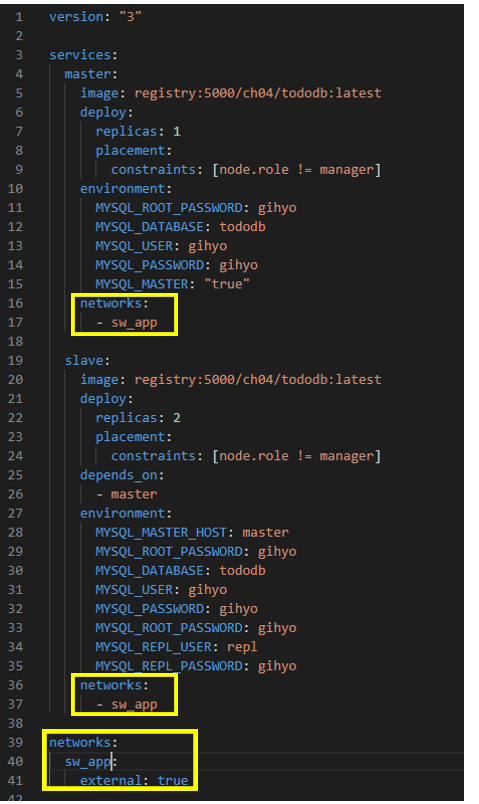 1 version: "3"
2
3 services:
4 master:
5 image: registry:5000/ch04/tododb:latest
6 deploy:
7 replicas: 1
8 placement:
9 constraints: [node.role != manager]
10 environment:
11 MYSQL_ROOT_PASSWORD: gihyo
12 MYSQL_DATABASE: tododb
13 MYSQL_USER: gihyo
14 MYSQL_PASSWORD: gihyo
15 MYSQL_MASTER: "true"
16 networks:
17 - sw_app
18
19 slave:
20 image: registry:5000/ch04/tododb:latest
21 deploy:
22 replicas: 2
23 placement:
24 constraints: [node.role != manager]
25 depends_on:
26 - master
27 environment:
28 MYSQL_MASTER_HOST: master
29 MYSQL_ROOT_PASSWORD: gihyo
30 MYSQL_DATABASE: tododb
31 MYSQL_USER: gihyo
32 MYSQL_PASSWORD: gihyo
33 MYSQL_ROOT_PASSWORD: gihyo
34 MYSQL_REPL_USER: repl
35 MYSQL_REPL_PASSWORD: gihyo
36 networks:
37 - sw_app
38
39 networks:
40 sw_app:
41 external: true
42